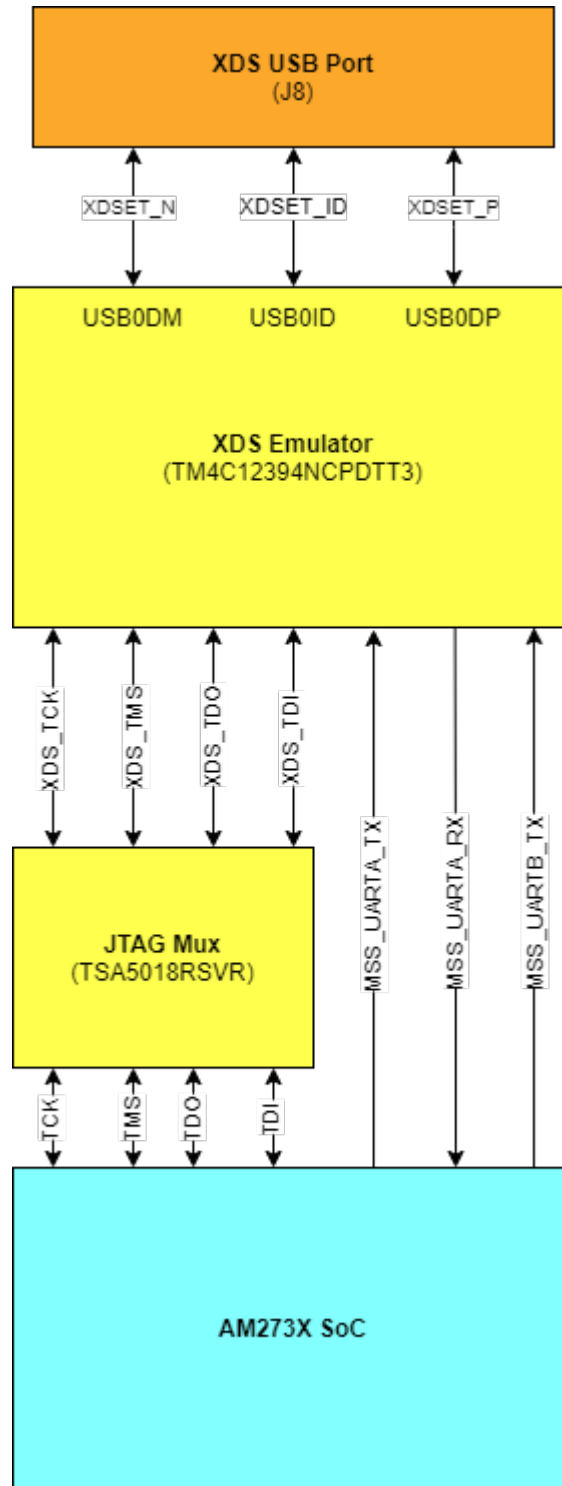 XDS USB Port
(J8)
XDSET_N
XDSET_ID
XDSET_P
USB0DM
USB0ID
USB0DP
XDS Emulator
(TM4C12394NCPDTT3)
XDS_TCK
XDS_TMS
XDS_TDO
XDS_TDI
MSS_UARTA_TX
MSS_UARTA_RX
MSS_UARTB_TX
JTAG Mux
(TSA5018RSVR)
TCK
TMS
TDO
TDI
AM273X SoC